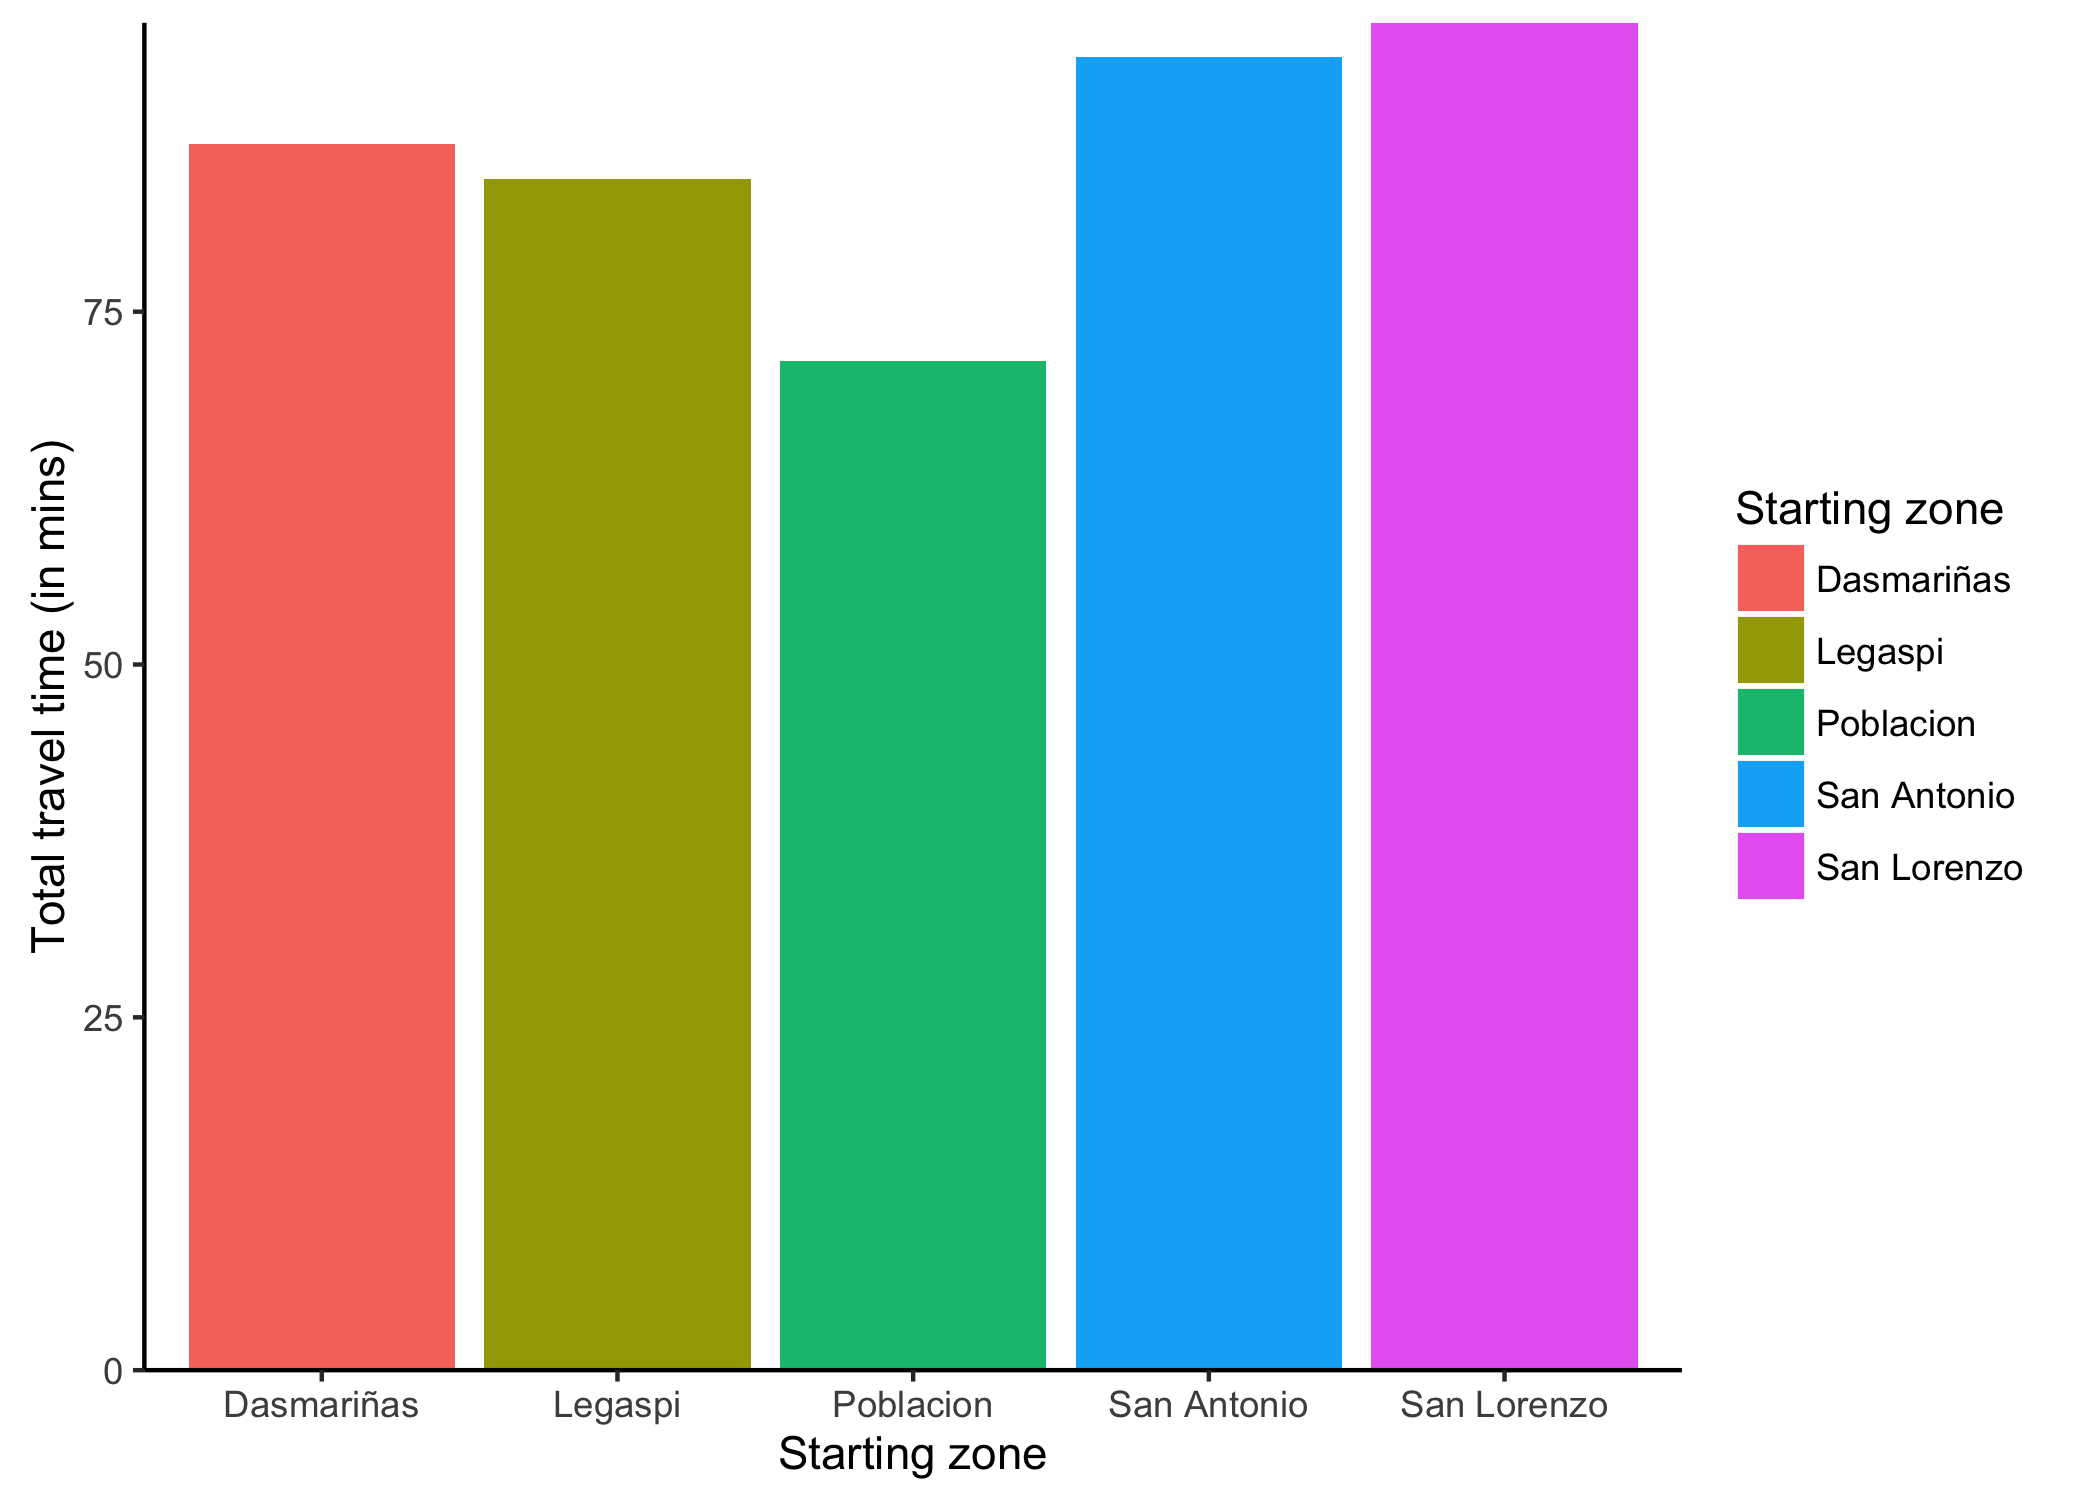 Total travel time (in mins)
75
50
25
0
Dasmariñas
Legaspi
Poblacion
San Antonio
San Lorenzo
Starting zone
Starting zone
Dasmariñas
Legaspi
Poblacion
San Antonio
San Lorenzo